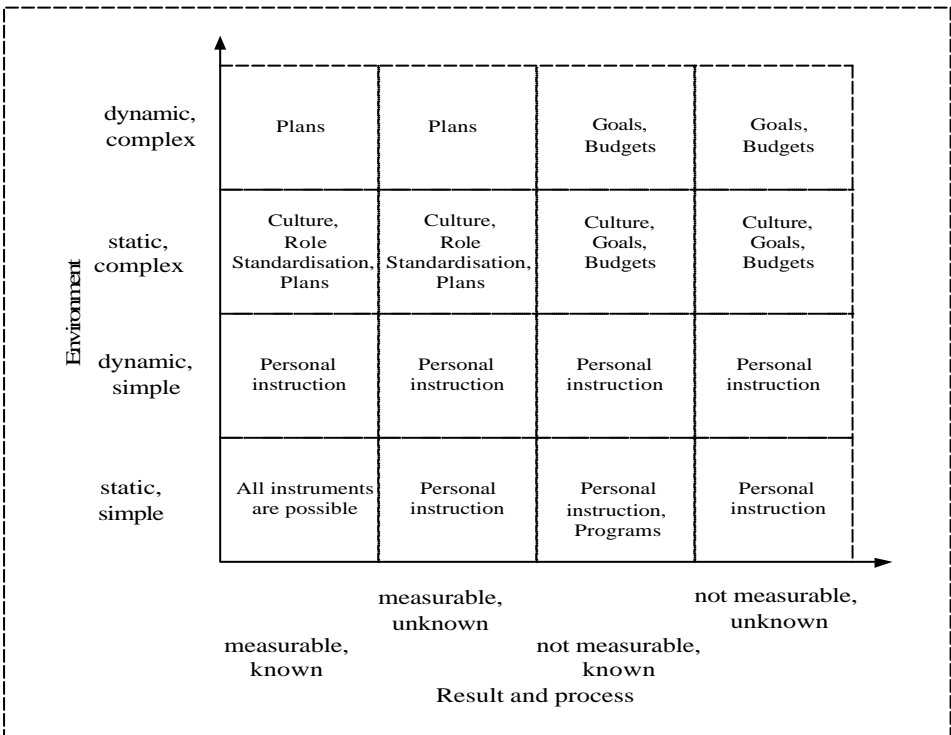 dynamic,
complex
Plans
Plans
Goals,
Budgets
Goals,
Budgets
static,
complex
Culture,
Role
Standardisation,
Plans
Culture,
Role
Standardisation,
Plans
Culture,
Goals,
Budgets
Culture,
Goals,
Budgets
Environment
dynamic,
simple
Personal
instruction
Personal
instruction
Personal
instruction
Personal
instruction
static,
simple
All instruments
are possible
Personal
instruction
Personal
instruction,
Programs
Personal
instruction
measurable,
known
measurable,
unknown
not measurable,
known
not measurable,
unknown
Result and process